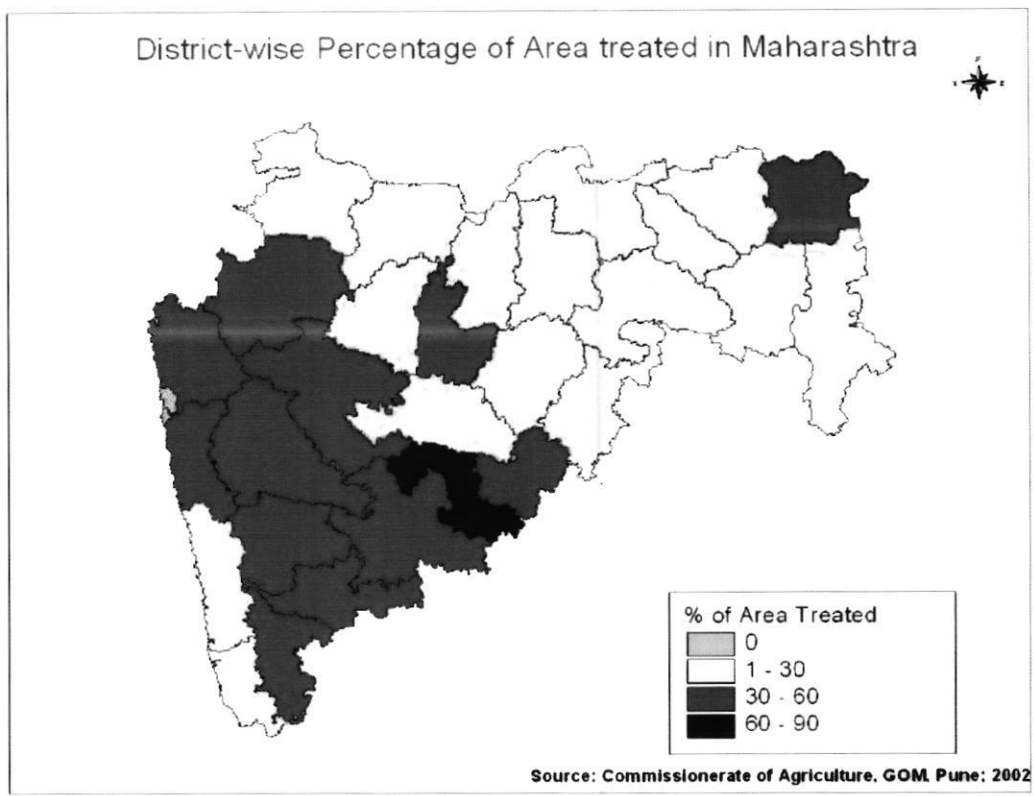 District-wise Percentage of Area treated in Maharashtra
% of Area Treated
0
1 - 30
30 - 60
60 - 90
Source: Commissionerate of Agriculture, GOM, Pune; 2002